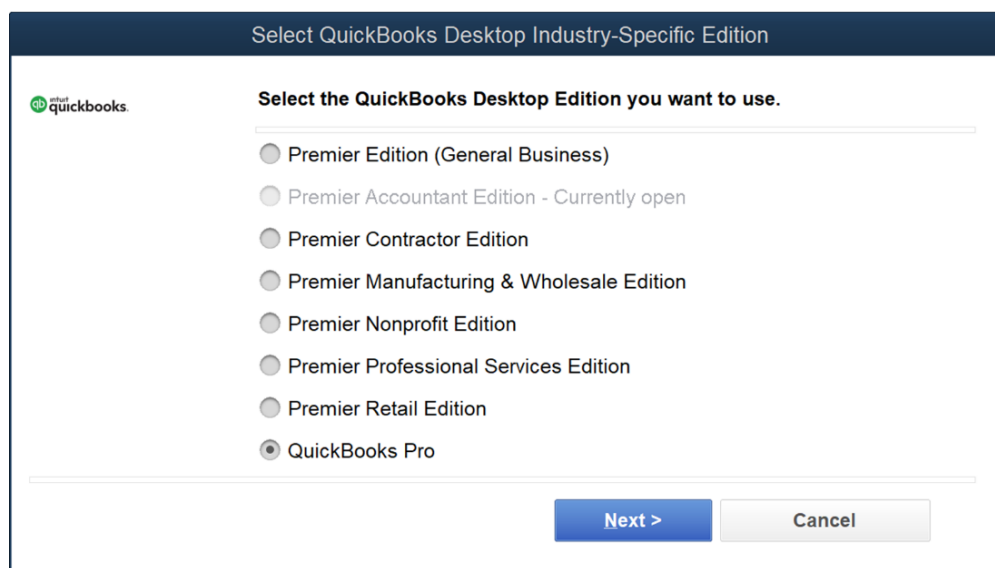 Select QuickBooks Desktop Industry-Specific Edition
intuit
quickbooks.
qb
Select the QuickBooks Desktop Edition you want to use.
Premier Edition (General Business)
Premier Accountant Edition - Currently open
Premier Contractor Edition
Premier Manufacturing & Wholesale Edition
Premier Nonprofit Edition
Premier Professional Services Edition
Premier Retail Edition
QuickBooks Pro
Next >
Cancel